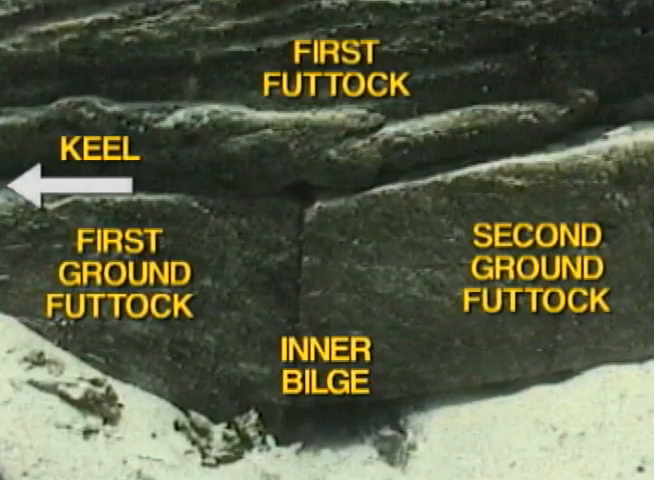 FIRST
FUTTOCK
KEEL
FIRST
GROUND
FUTTOCK
SECOND
GROUND
FUTTOCK
INNER
BILGE